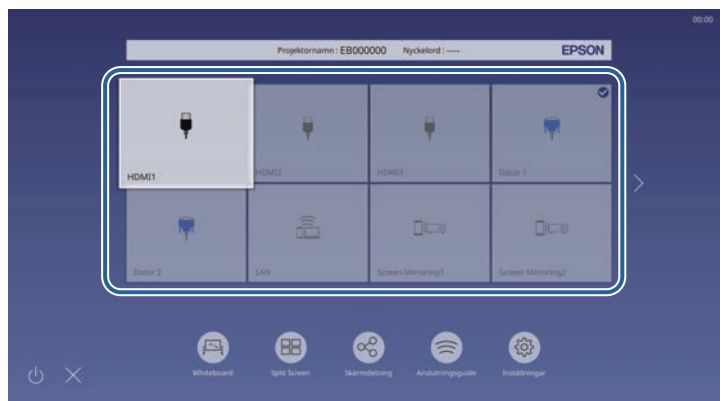 00:00
Projektornamn : EB000000 Nyckelord : ---- EPSON
HDMI1 HDMI2 HDMI3 Dator 1
Dator 2 LAN Screen Mirroring1 Screen Mirroring2
Whiteboard Split Screen Skärmdelning Anslutningsguide Inställningar